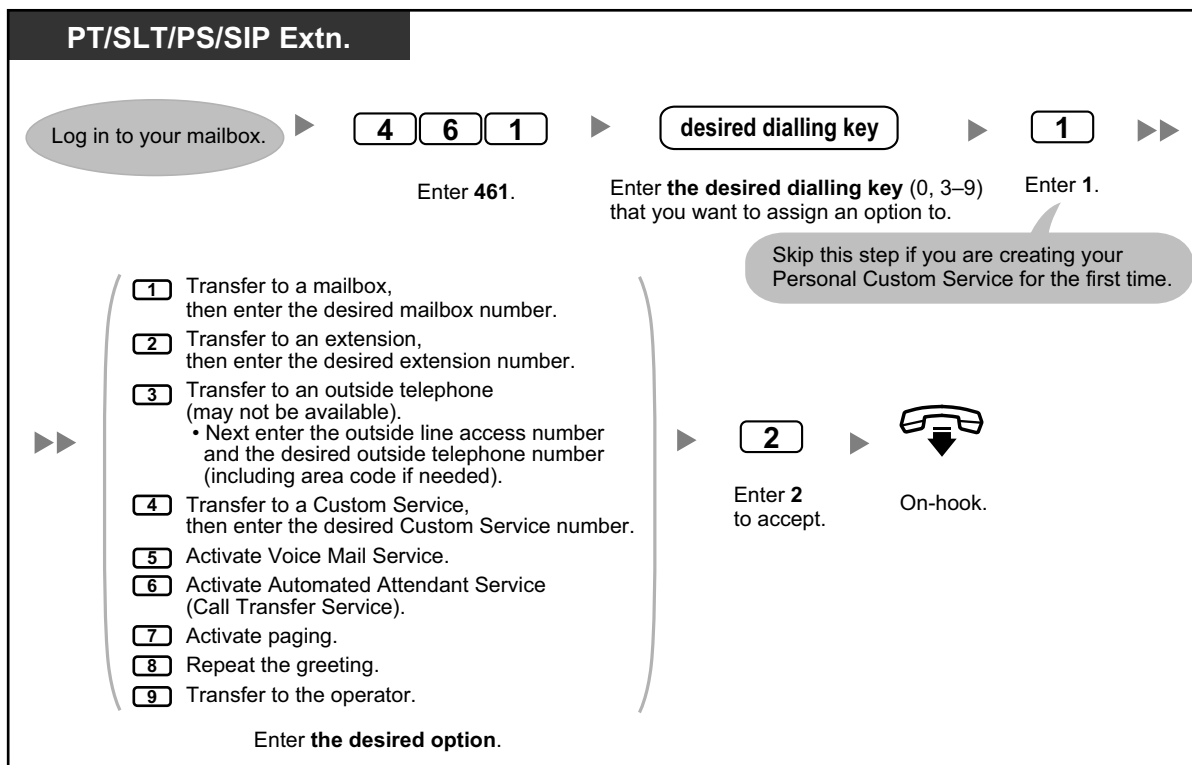 PT/SLT/PS/SIP Extn.
Log in to your mailbox.
4 6 1
desired dialling key
1
Enter 461.
Enter the desired dialling key (0, 3–9)
that you want to assign an option to.
Enter 1.
Skip this step if you are creating your
Personal Custom Service for the first time.
1 Transfer to a mailbox,
then enter the desired mailbox number.
2 Transfer to an extension,
then enter the desired extension number.
3 Transfer to an outside telephone
(may not be available).
• Next enter the outside line access number
and the desired outside telephone number
(including area code if needed).
4 Transfer to a Custom Service,
then enter the desired Custom Service number.
5 Activate Voice Mail Service.
6 Activate Automated Attendant Service
(Call Transfer Service).
7 Activate paging.
8 Repeat the greeting.
9 Transfer to the operator.
Enter the desired option.
2
Enter 2
to accept.
On-hook.